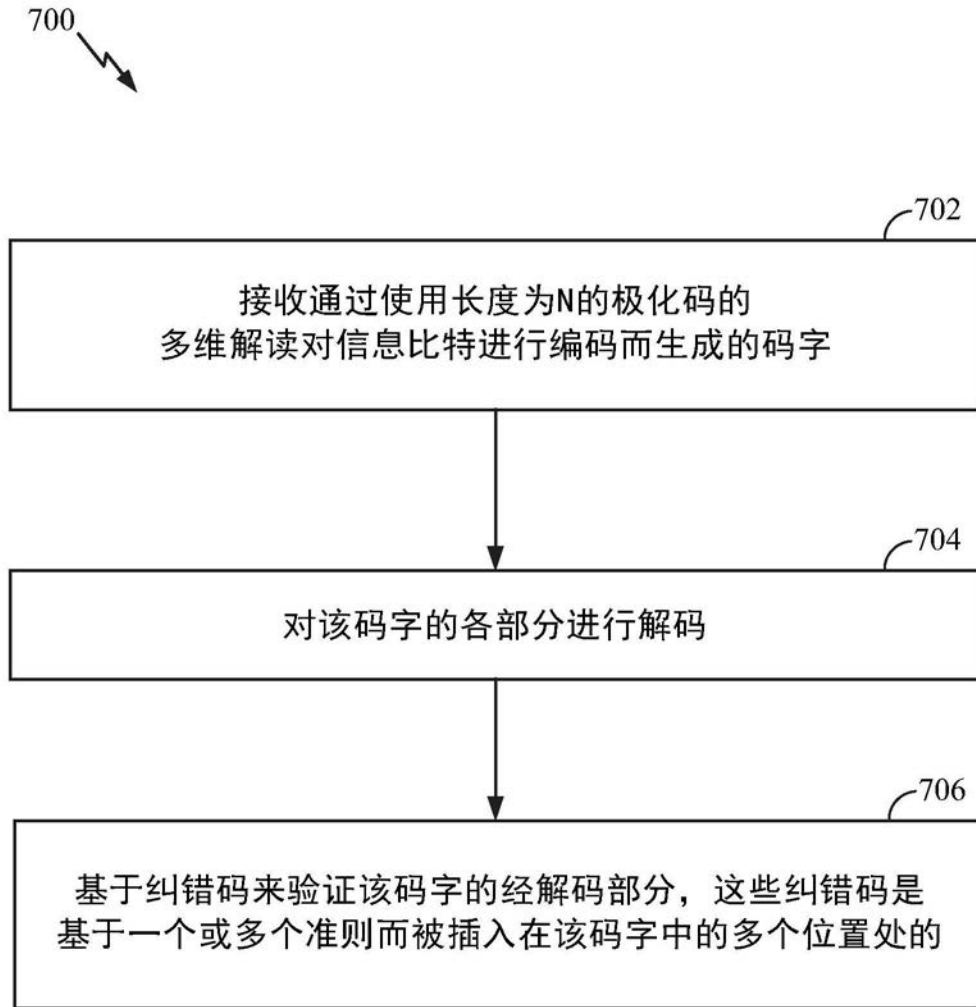 700
702
接收通过使用长度为N的极化码的
多维解读对信息比特进行编码而生成的码字
704
对该码字的各部分进行解码
706
基于纠错码来验证该码字的经解码部分，这些纠错码是
基于一个或多个准则而被插入在该码字中的多个位置处的